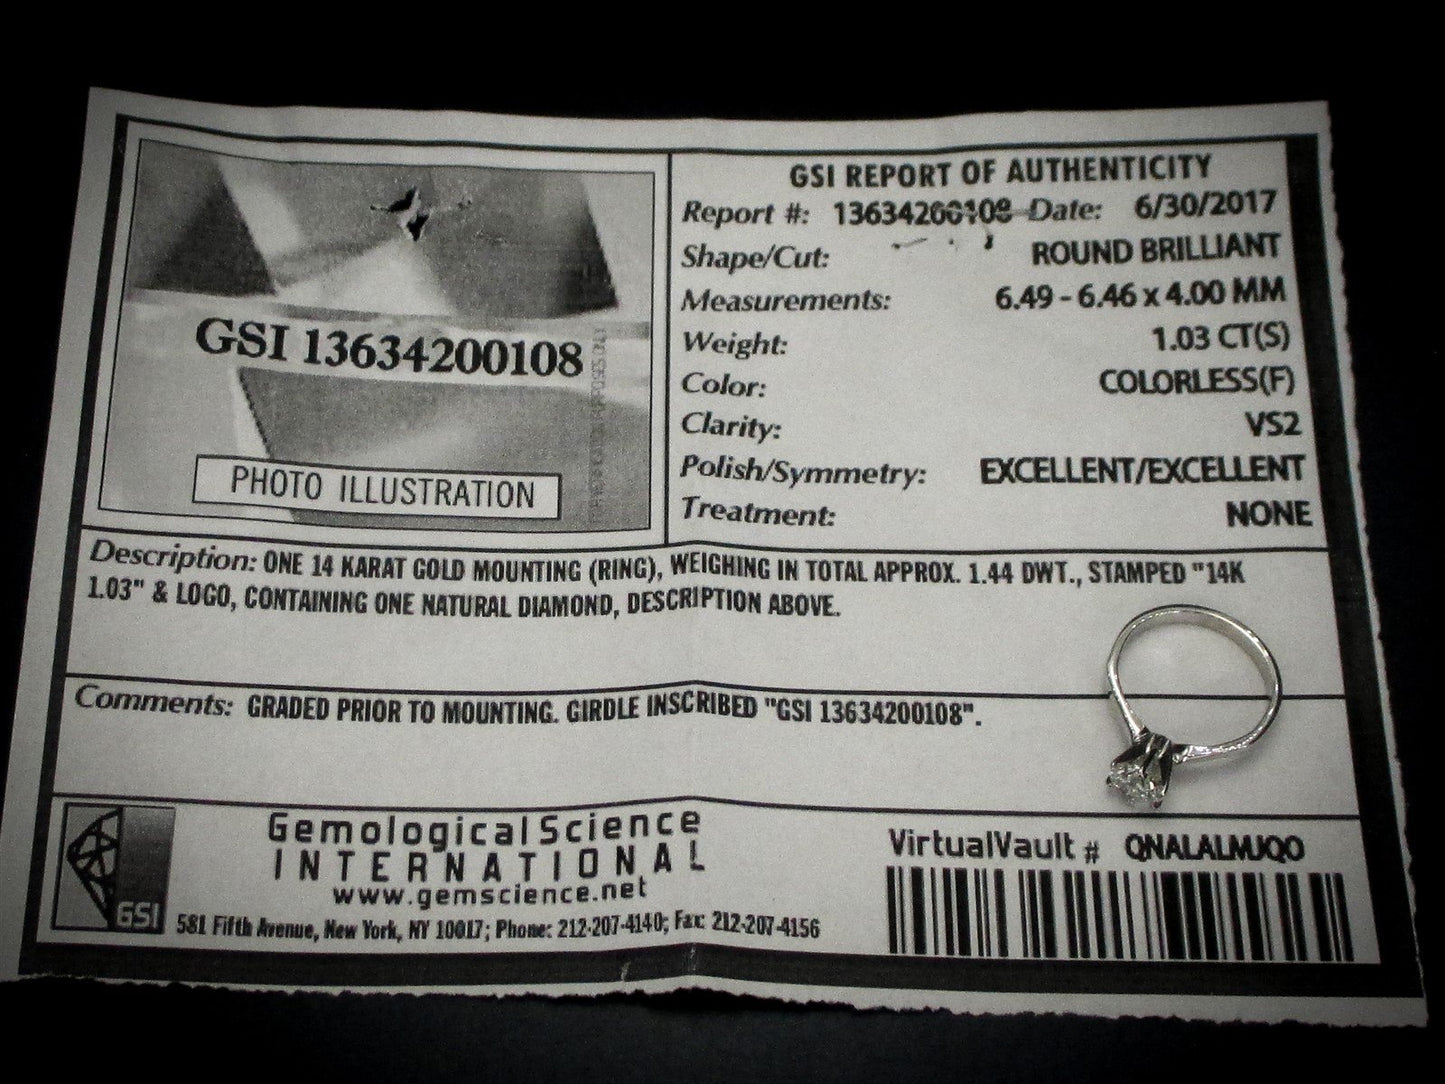 GSI REPORT OF AUTHENTICITY
Report #: 13634200108 Date: 6/30/2017
Shape/Cut: ROUND BRILLIANT
Measurements: 6.49 - 6.46 x 4.00 MM
Weight: 1.03 CT(S)
Color: COLORLESS(F)
Clarity: VS2
Polish/Symmetry: EXCELLENT/EXCELLENT
Treatment: NONE
GSI 13634200108
PHOTO ILLUSTRATION
Description: ONE 14 KARAT GOLD MOUNTING (RING), WEIGHING IN TOTAL APPROX. 1.44 DWT., STAMPED "14K
1.03" & LOGO, CONTAINING ONE NATURAL DIAMOND, DESCRIPTION ABOVE.
Comments: GRADED PRIOR TO MOUNTING. GIRDLE INSCRIBED "GSI 13634200108".
GSI
Gemological Science
INTERNATIONAL
www.gemscience.net
581 Fifth Avenue, New York, NY 10017; Phone: 212-207-4140; Fax: 212-207-4156
VirtualVault # QNALALMJQO